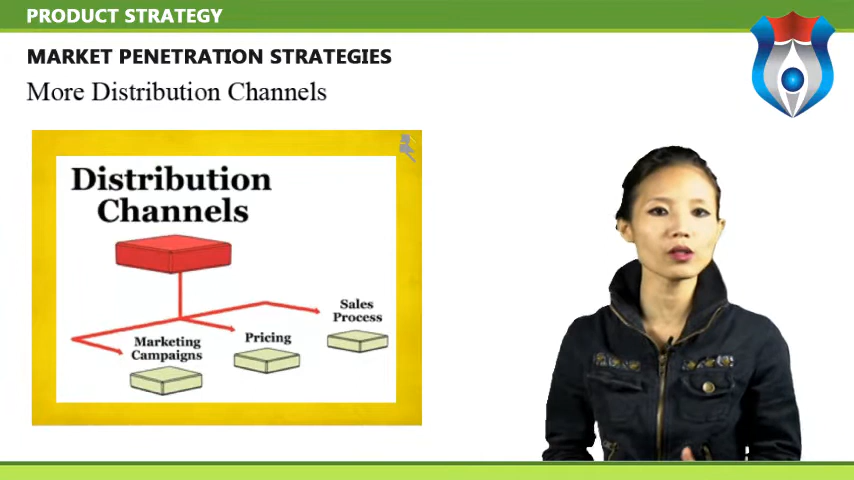 PRODUCT STRATEGY
MARKET PENETRATION STRATEGIES
More Distribution Channels
Distribution
Channels
Sales
Process
Pricing
Marketing
Campaigns